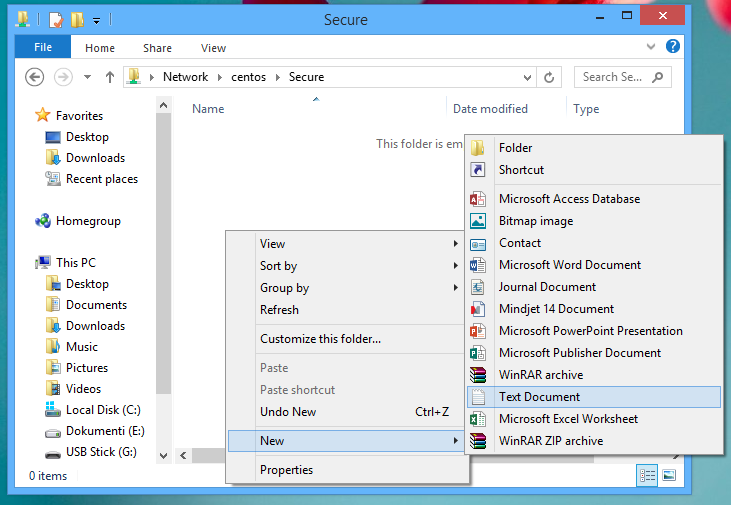 Secure
File Home Share View
Network centos Secure
Search Se...
Name Date modified Type
This folder is em
Favorites
Desktop
Downloads
Recent places
Homegroup
This PC
Desktop
Documents
Downloads
Music
Pictures
Videos
Local Disk (C:)
Dokumenti (E:)
USB Stick (G:)
0 items
View
Sort by
Group by
Refresh
Customize this folder...
Paste
Paste shortcut
Undo New Ctrl+Z
New
Properties
Folder
Shortcut
Microsoft Access Database
Bitmap image
Contact
Microsoft Word Document
Journal Document
Mindjet 14 Document
Microsoft PowerPoint Presentation
Microsoft Publisher Document
WinRAR archive
Text Document
Microsoft Excel Worksheet
WinRAR ZIP archive